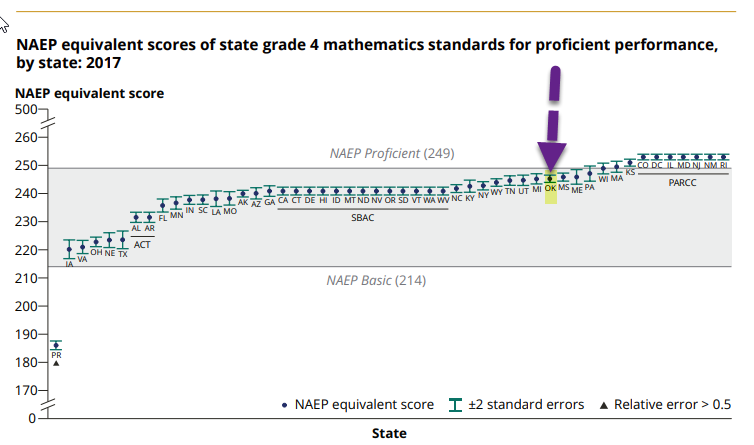 NAEP equivalent scores of state grade 4 mathematics standards for proficient performance,
by state: 2017
NAEP equivalent score
500
260
250
240
230
220
210
200
190
180
170
0
NAEP Proficient (249)
NAEP Basic (214)
PR
IA
VA
OH
NE
TX
AL
AR
ACT
FL
MN
IN
SC
LA
MO
AK
AZ
GA
CA
CT
DE
HI
ID
MT
ND
NV
OR
SD
VT
WA
WV
SBAC
NC
KY
NY
WY
TN
UT
MI
OK
MS
ME
PA
WI
MA
KS
CO
DC
IL
MD
NJ
NM
RI
PARCC
NAEP equivalent score
±2 standard errors
Relative error > 0.5
State